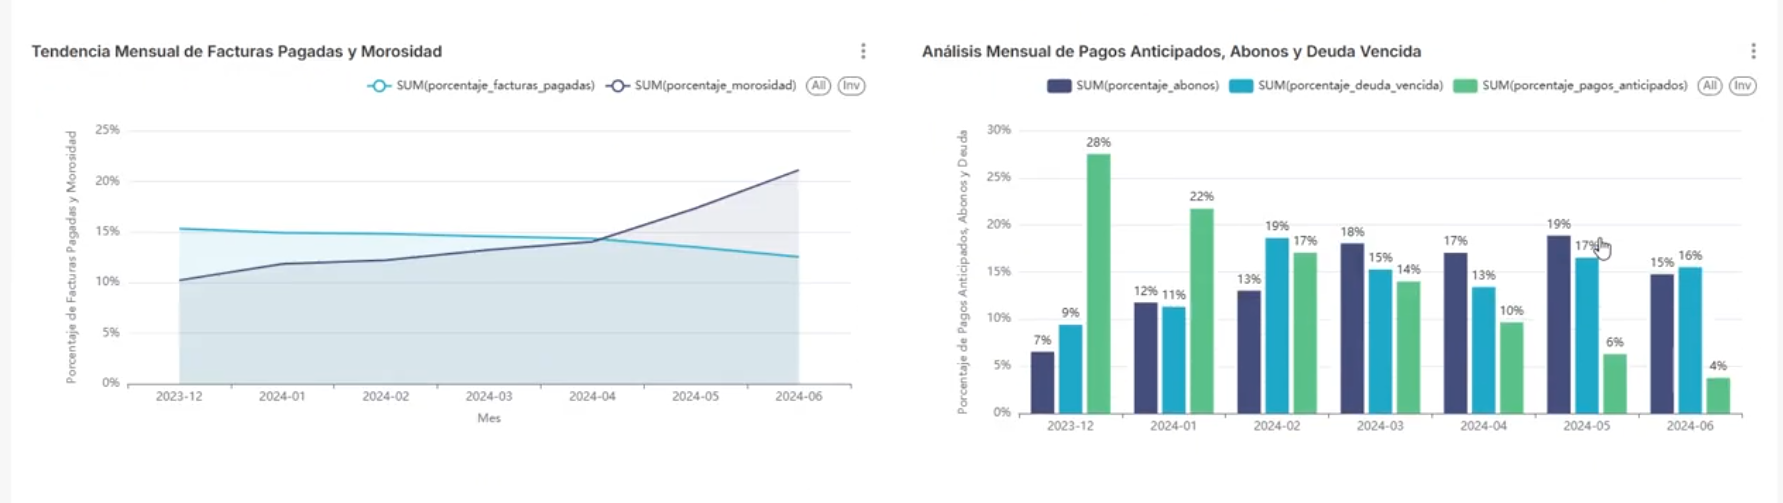 Tendencia Mensual de Facturas Pagadas y Morosidad
SUM(porcentaje_facturas_pagadas) SUM(porcentaje_morosidad) All Inv
Porcentaje de Facturas Pagadas y Morosidad
25%
20%
15%
10%
5%
0%
2023-12 2024-01 2024-02 2024-03 2024-04 2024-05 2024-06
Mes
Análisis Mensual de Pagos Anticipados, Abonos y Deuda Vencida
SUM(porcentaje_abonos) SUM(porcentaje_deuda_vencida) SUM(porcentaje_pagos_anticipados) All Inv
Porcentaje de Pagos Anticipados, Abonos y Deuda
30%
25%
20%
15%
10%
5%
0%
7% 9% 28%
12% 11% 22%
13% 19% 17%
18% 15% 14%
17% 13% 10%
19% 17% 6%
15% 16% 4%
2023-12 2024-01 2024-02 2024-03 2024-04 2024-05 2024-06